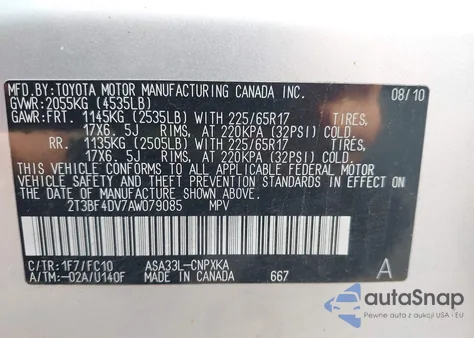 MFD.BY:TOYOTA MOTOR MANUFACTURING CANADA INC. 08/10
GVWR:2055KG (4535LB)
GAWR:FRT. 1145KG (2535LB) WITH 225/65R17 TIRES,
17X6.5J RIMS, AT 220KPA (32PSI) COLD.
RR. 1135KG (2505LB) WITH 225/65R17 TIRES,
17X6.5J RIMS, AT 220KPA (32PSI) COLD.
THIS VEHICLE CONFORMS TO ALL APPLICABLE FEDERAL MOTOR
VEHICLE SAFETY STANDARDS IN EFFECT ON
THE DATE OF MANUFACTURE SHOWN ABOVE.
2T3BF4DV7AW079085 MPV
C/TR:1F7/FC10 ASA33L-CNPXKA A
A/TM:-02A/U140F MADE IN CANADA 667
autaSnap
Pewne auto z USA i EU